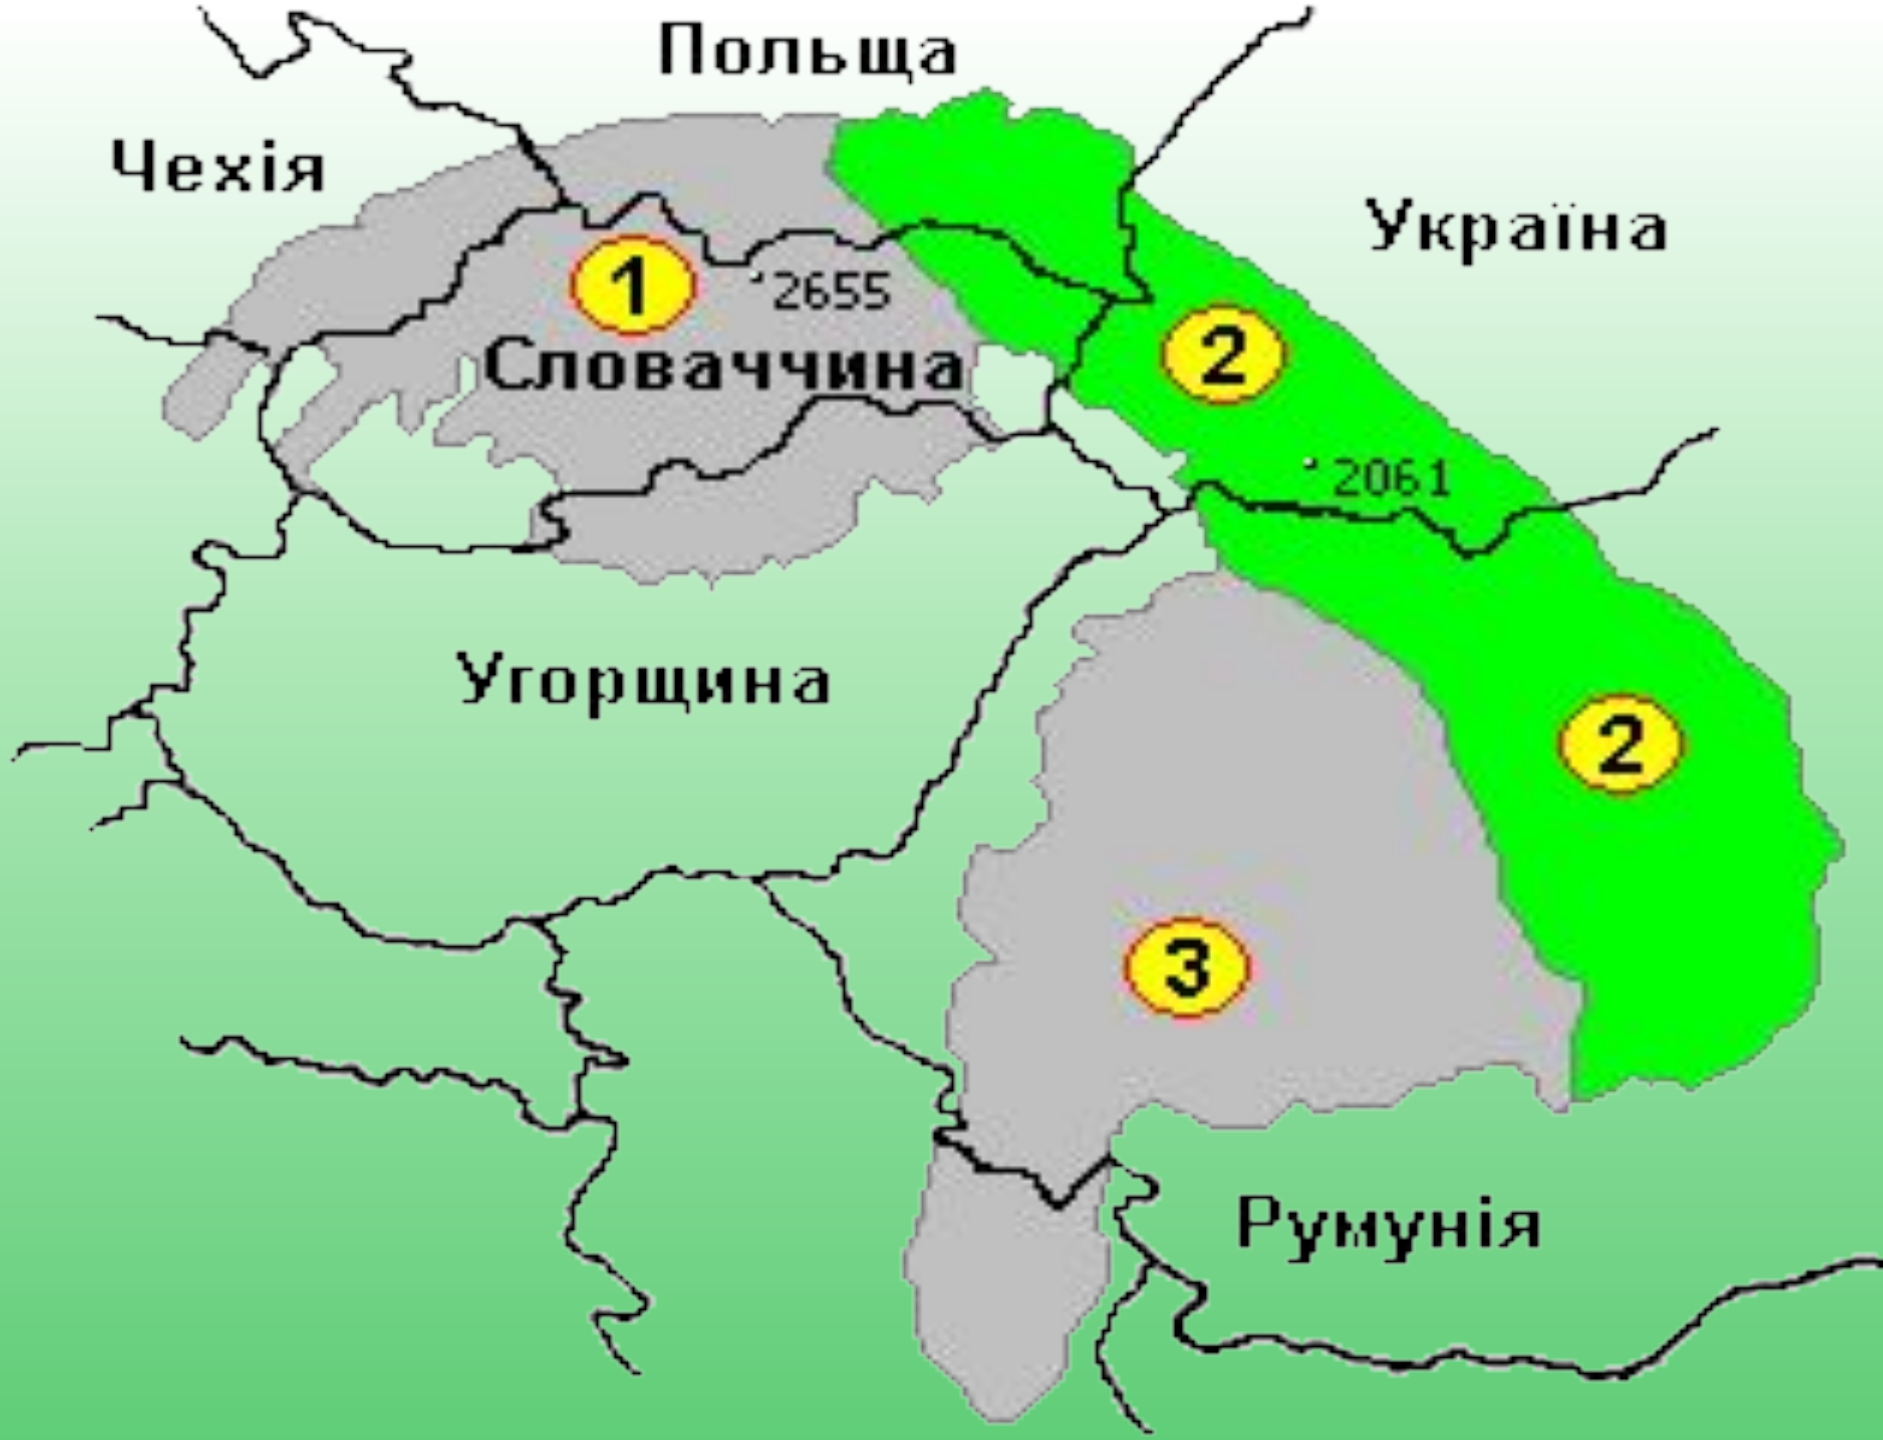 Польща
Чехія
Україна
1
2655
2
Словаччина
2061
Угорщина
2
3
Румунія